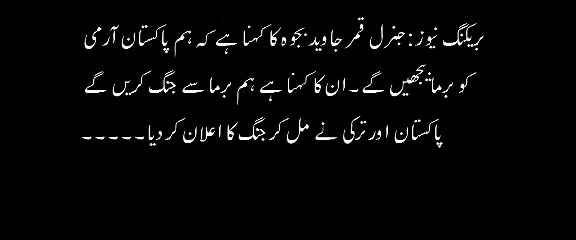 بریکنگ نیوز: جنرل قمر جاوید بجوہ کا کہنا ہے کہ ہم پاکستان آرمی
کو برما بھجیں گے۔ ان کا کہنا ہے ہم برما سے جنگ کریں گے
پاکستان اور ترکی نے مل کر جنگ کا اعلان کر دیا۔۔۔۔۔